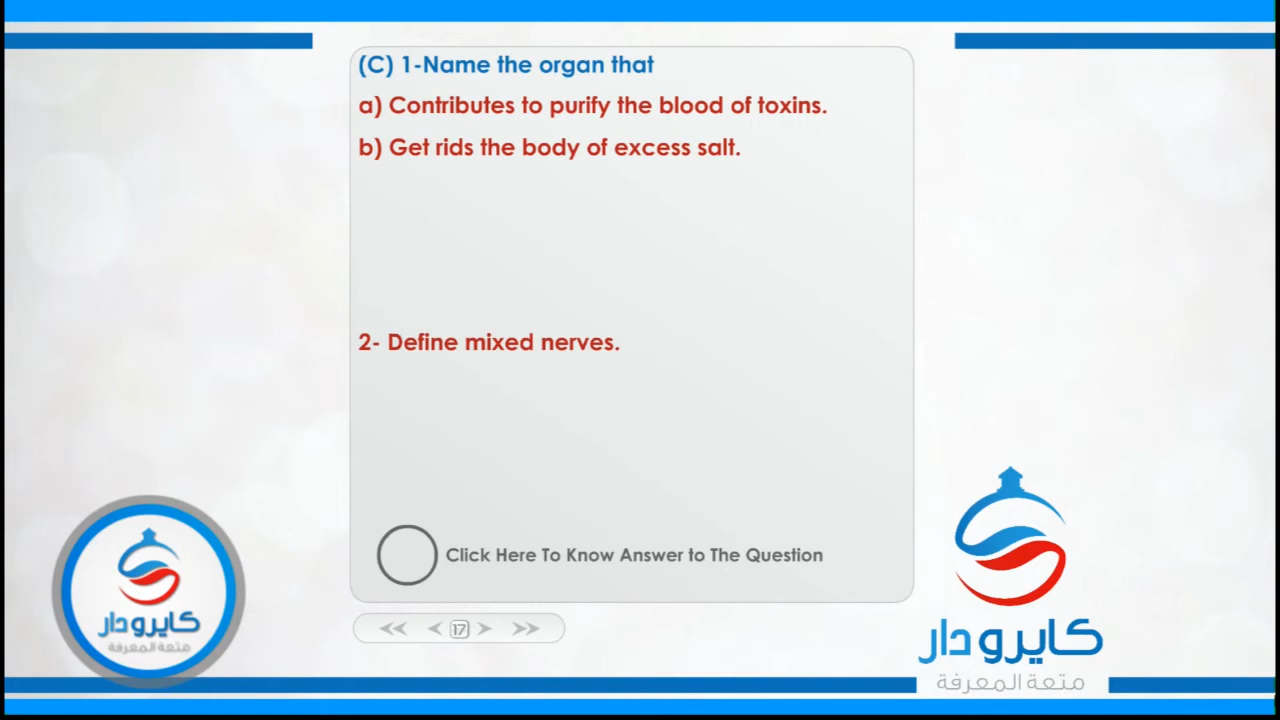 (C) 1-Name the organ that
a) Contributes to purify the blood of toxins.
b) Get rids the body of excess salt.
2- Define mixed nerves.
Click Here To Know Answer to The Question
17
كايرو دار
متعة المعرفة
كايرو دار
متعة المعرفة